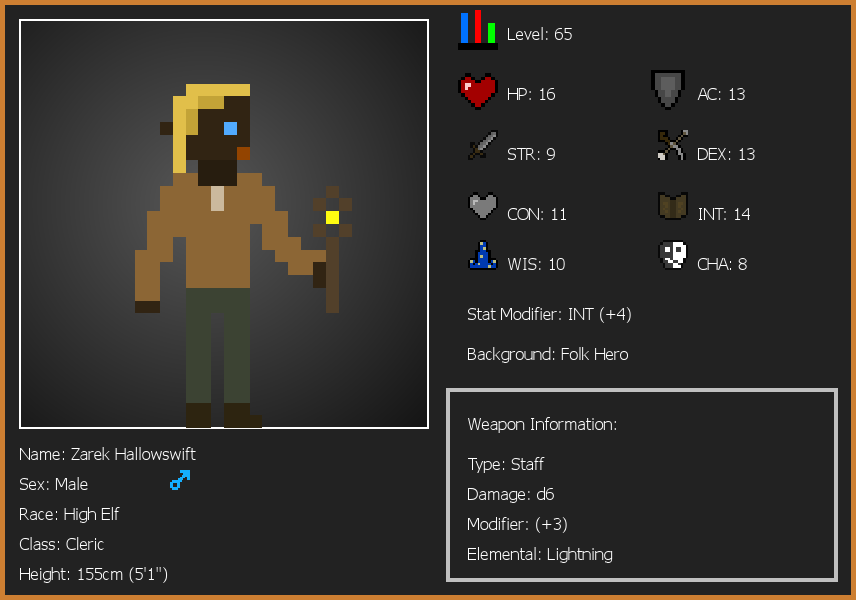 Level: 65
HP: 16
AC: 13
STR: 9
DEX: 13
CON: 11
INT: 14
WIS: 10
CHA: 8
Stat Modifier: INT (+4)
Background: Folk Hero
Weapon Information:
Type: Staff
Damage: d6
Modifier: (+3)
Elemental: Lightning
Name: Zarek Hallowswift
Sex: Male
Race: High Elf
Class: Cleric
Height: 155cm (5'1")